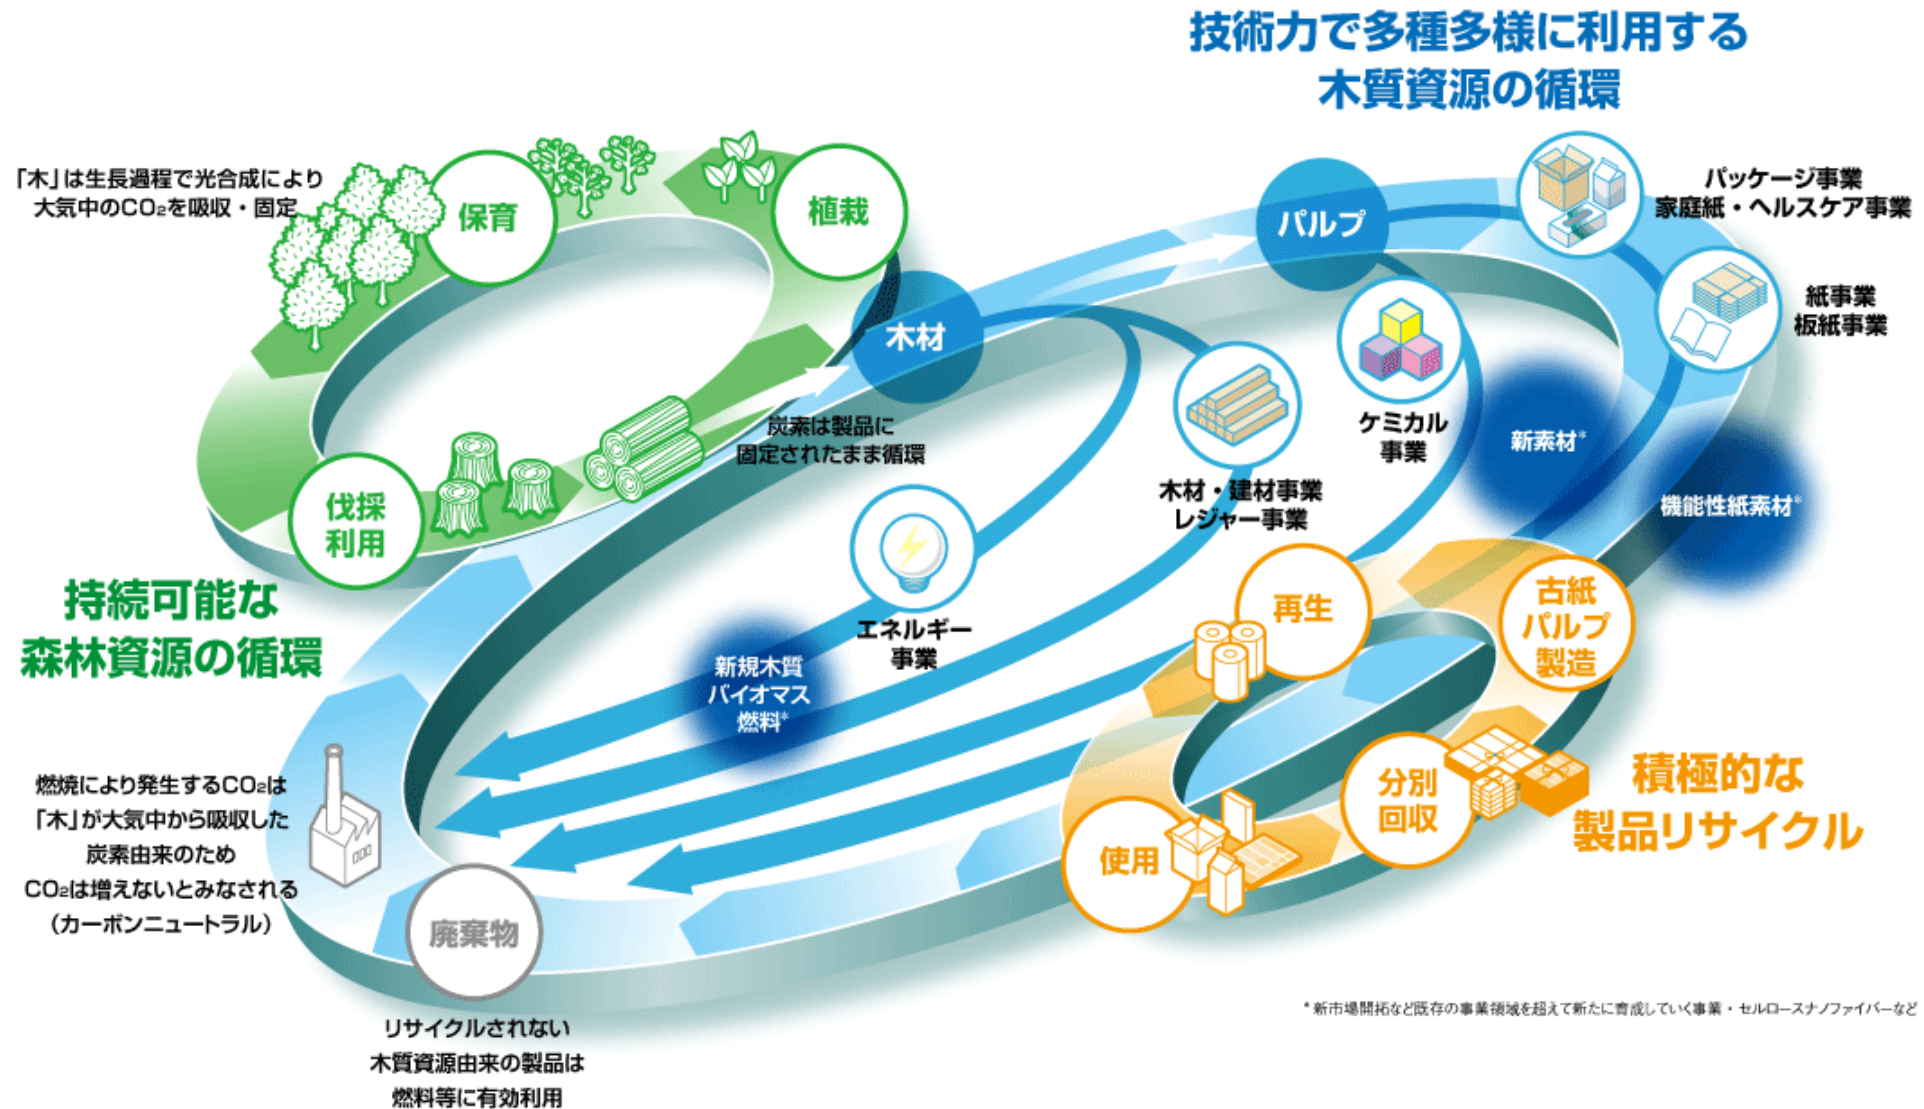 技術力で多種多様に利用する
木質資源の循環
「木」は生長過程で光合成により
大気中のCO₂を吸収・固定
保育
植栽
伐採
利用
持続可能な
森林資源の循環
木材
炭素は製品に
固定されたまま循環
パルプ
パッケージ事業
家庭紙・ヘルスケア事業
紙事業
板紙事業
ケミカル
事業
新素材*
機能性紙素材*
木材・建材事業
レジャー事業
エネルギー
事業
新規木質
バイオマス
燃料*
再生
古紙
パルプ
製造
分別
回収
使用
積極的な
製品リサイクル
燃焼により発生するCO₂は
「木」が大気中から吸収した
炭素由来のため
CO₂は増えないとみなされる
（カーボンニュートラル）
廃棄物
リサイクルされない
木質資源由来の製品は
燃料等に有効利用
* 新市場開拓など既存の事業領域を超えて新たに育成していく事業・セルロースナノファイバーなど